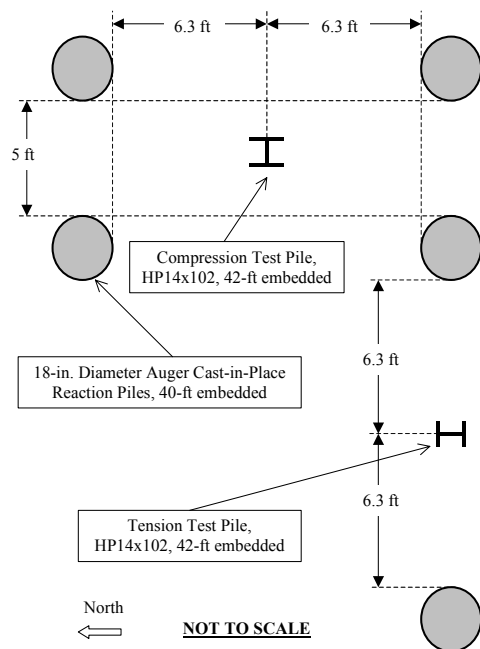 6.3 ft
6.3 ft
5 ft
Compression Test Pile,
HP14x102, 42-ft embedded
18-in. Diameter Auger Cast-in-Place
Reaction Piles, 40-ft embedded
6.3 ft
6.3 ft
Tension Test Pile,
HP14x102, 42-ft embedded
North
NOT TO SCALE